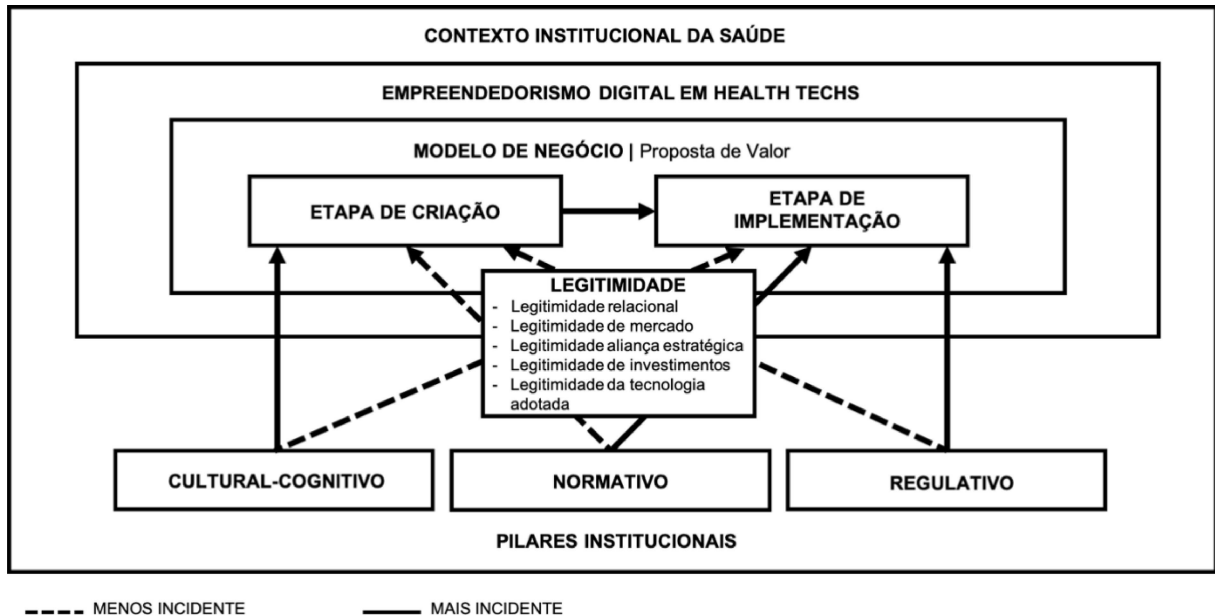 CONTEXTO INSTITUCIONAL DA SAÚDE
EMPREENDEDORISMO DIGITAL EM HEALTH TECHS
MODELO DE NEGÓCIO | Proposta de Valor
ETAPA DE CRIAÇÃO
ETAPA DE
IMPLEMENTAÇÃO
LEGITIMIDADE
- Legitimidade relacional
- Legitimidade de mercado
- Legitimidade aliança estratégica
- Legitimidade de investimentos
- Legitimidade da tecnologia
adotada
CULTURAL-COGNITIVO
NORMATIVO
REGULATIVO
PILARES INSTITUCIONAIS
MENOS INCIDENTE
MAIS INCIDENTE